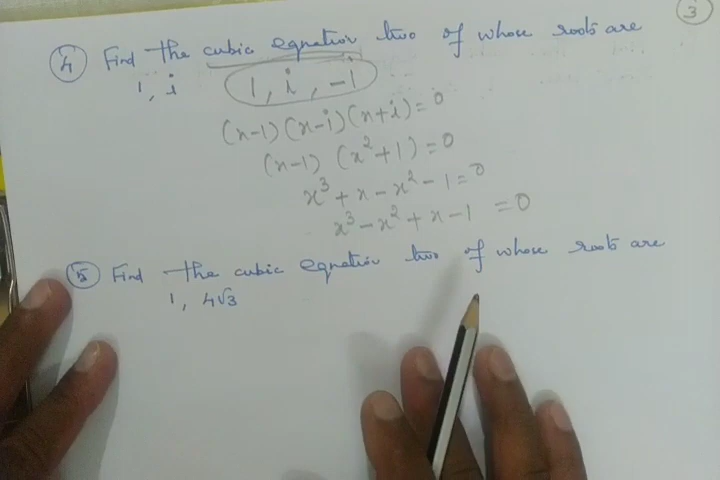 3
4 Find the cubic equation two of whose roots are
1, i 1, i, -i
(x-1) (x-i) (x+i) = 0
(x-1) (x²+1) = 0
x³ + x - x² - 1 = 0
x³ - x² + x - 1 = 0
5 Find the cubic equation two of whose roots are
1, 4√3